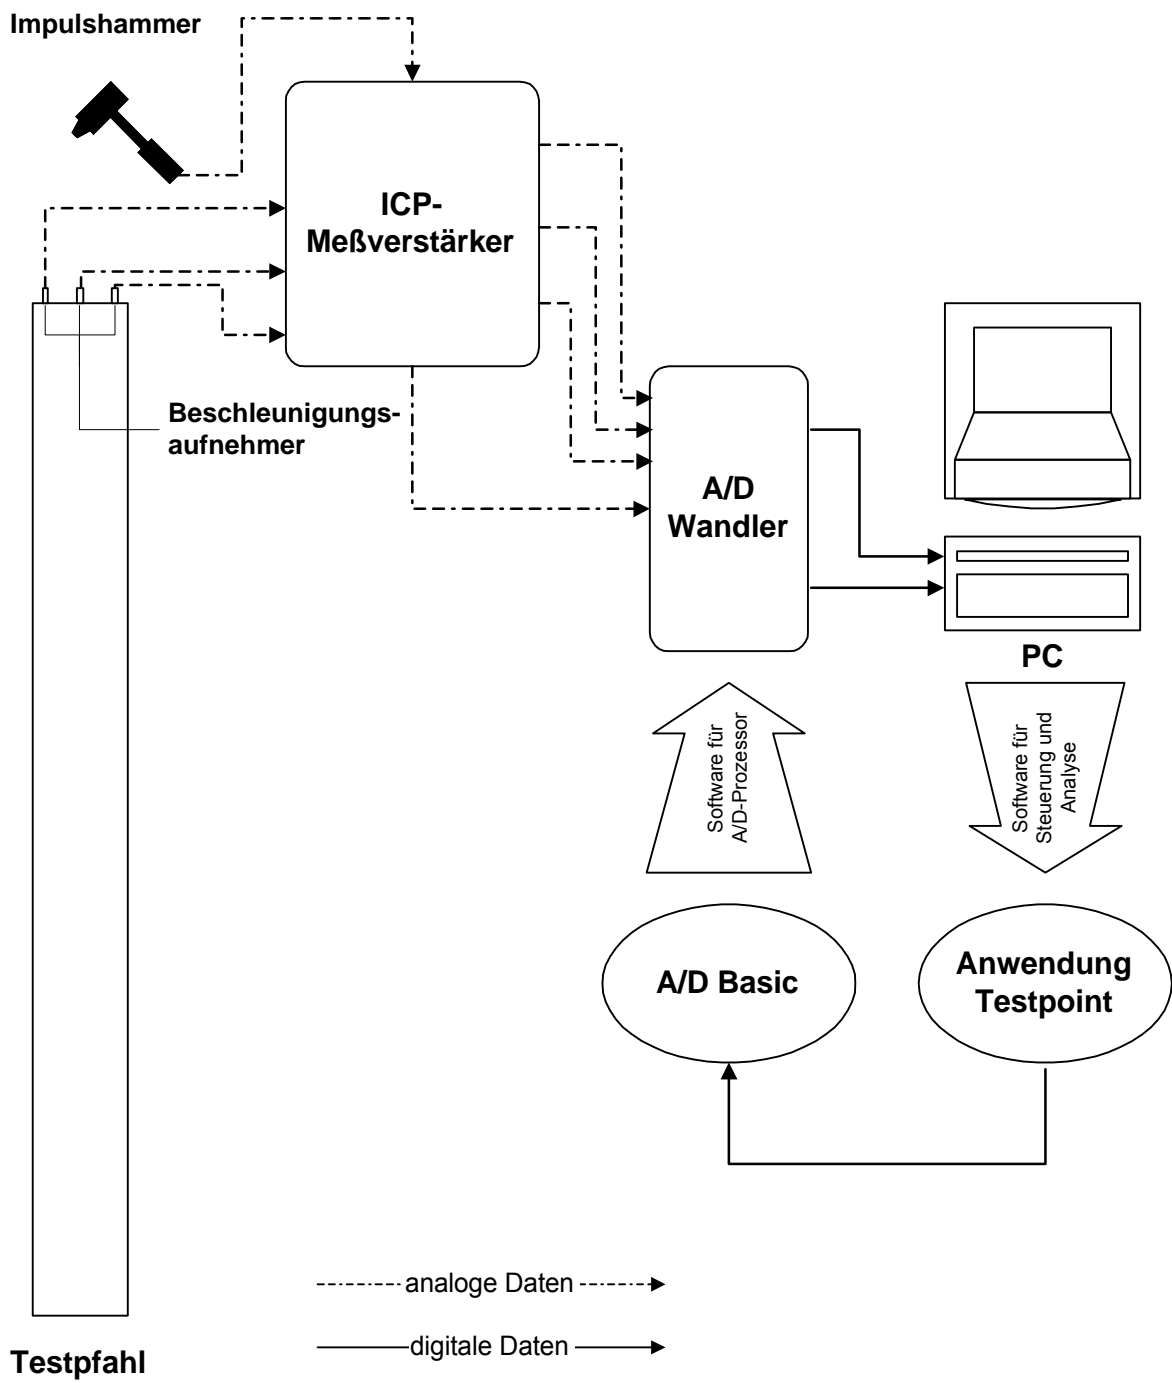 Impulshammer
ICP-
Meßverstärker
Beschleunigungs-
aufnehmer
A/D
Wandler
PC
Software für
A/D-Prozessor
Software für
Steuerung und
Analyse
A/D Basic
Anwendung
Testpoint
analoge Daten
digitale Daten
Testpfahl